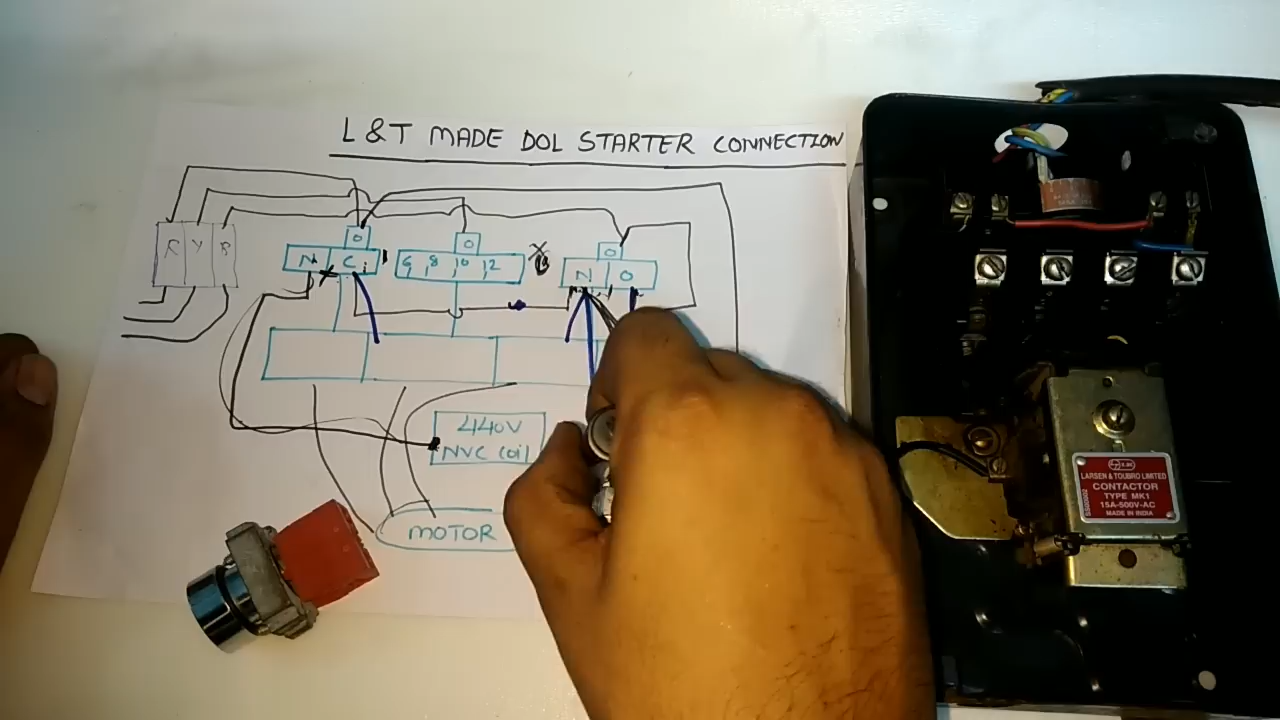 L&T MADE DOL STARTER CONNECTION
R Y B
N C
6 8 10 12
N O
440V
NVC Coil
MOTOR
LARSEN & TOUBRO LIMITED
CONTACTOR
TYPE MK1
15A-500V-AC
MADE IN INDIA